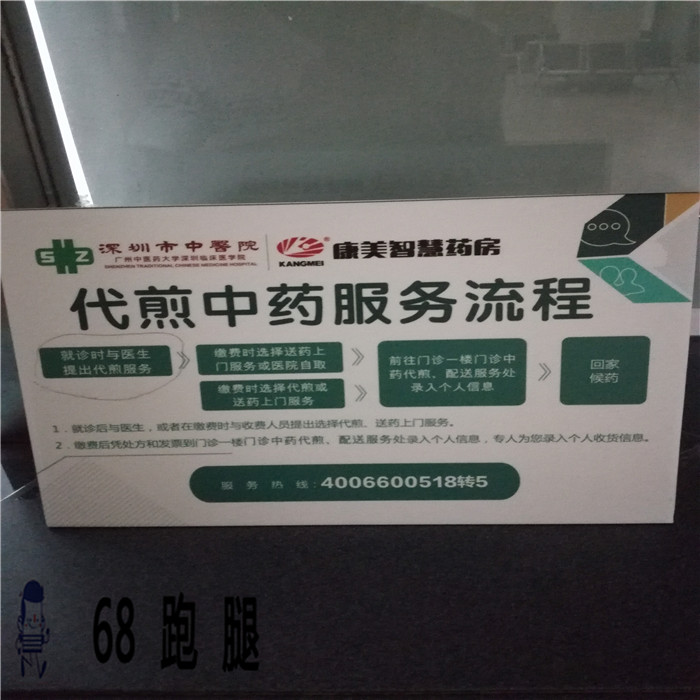 SZ 深圳市中醫院
广州中医药大学深圳临床医学院
SHENZHEN TRADITIONAL CHINESE MEDICINE HOSPITAL
KANGMEI
康美智慧药房
代煎中药服务流程
就诊时与医生
提出代煎服务
缴费时选择送药上
门服务或医院自取
缴费时选择代煎或
送药上门服务
前往门诊一楼门诊中
药代煎、配送服务处
录入个人信息
回家
候药
1.就诊后与医生,或者在缴费时与收费人员提出选择代煎、送药上门服务。
2.缴费后凭处方和发票到门诊一楼门诊中药代煎、配送服务处录入个人信息,专人为您录入个人收货信息。
服务热线:4006600518转5
68 跑 腿